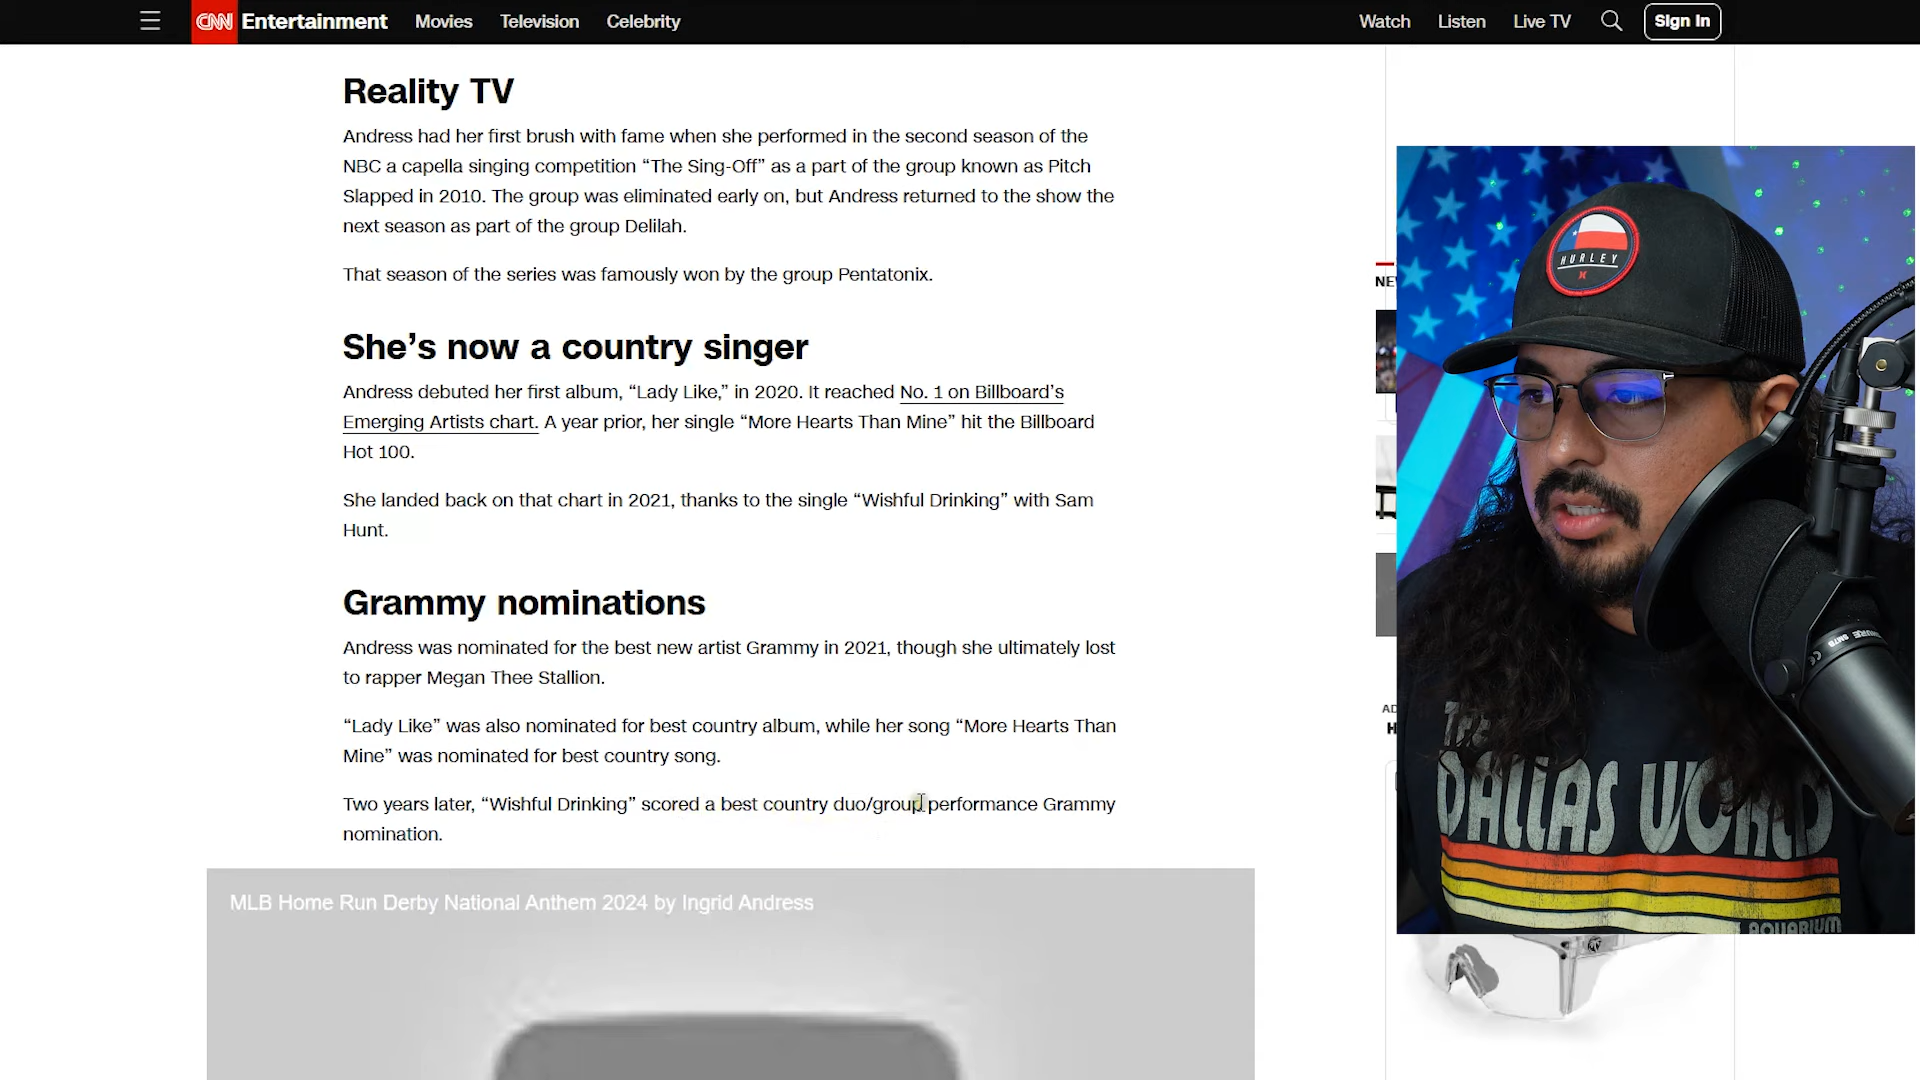 CNN Entertainment Movies Television Celebrity Watch Listen Live TV Sign In
Reality TV
Andress had her first brush with fame when she performed in the second season of the
NBC a capella singing competition “The Sing-Off” as a part of the group known as Pitch
Slapped in 2010. The group was eliminated early on, but Andress returned to the show the
next season as part of the group Delilah.
That season of the series was famously won by the group Pentatonix.
She’s now a country singer
Andress debuted her first album, “Lady Like,” in 2020. It reached No. 1 on Billboard’s
Emerging Artists chart. A year prior, her single “More Hearts Than Mine” hit the Billboard
Hot 100.
She landed back on that chart in 2021, thanks to the single “Wishful Drinking” with Sam
Hunt.
Grammy nominations
Andress was nominated for the best new artist Grammy in 2021, though she ultimately lost
to rapper Megan Thee Stallion.
“Lady Like” was also nominated for best country album, while her song “More Hearts Than
Mine” was nominated for best country song.
Two years later, “Wishful Drinking” scored a best country duo/group performance Grammy
nomination.
MLB Home Run Derby National Anthem 2024 by Ingrid Andress
HURLEY
THE
DALLAS WORLD
AQUARIUM
SHURE SM7B